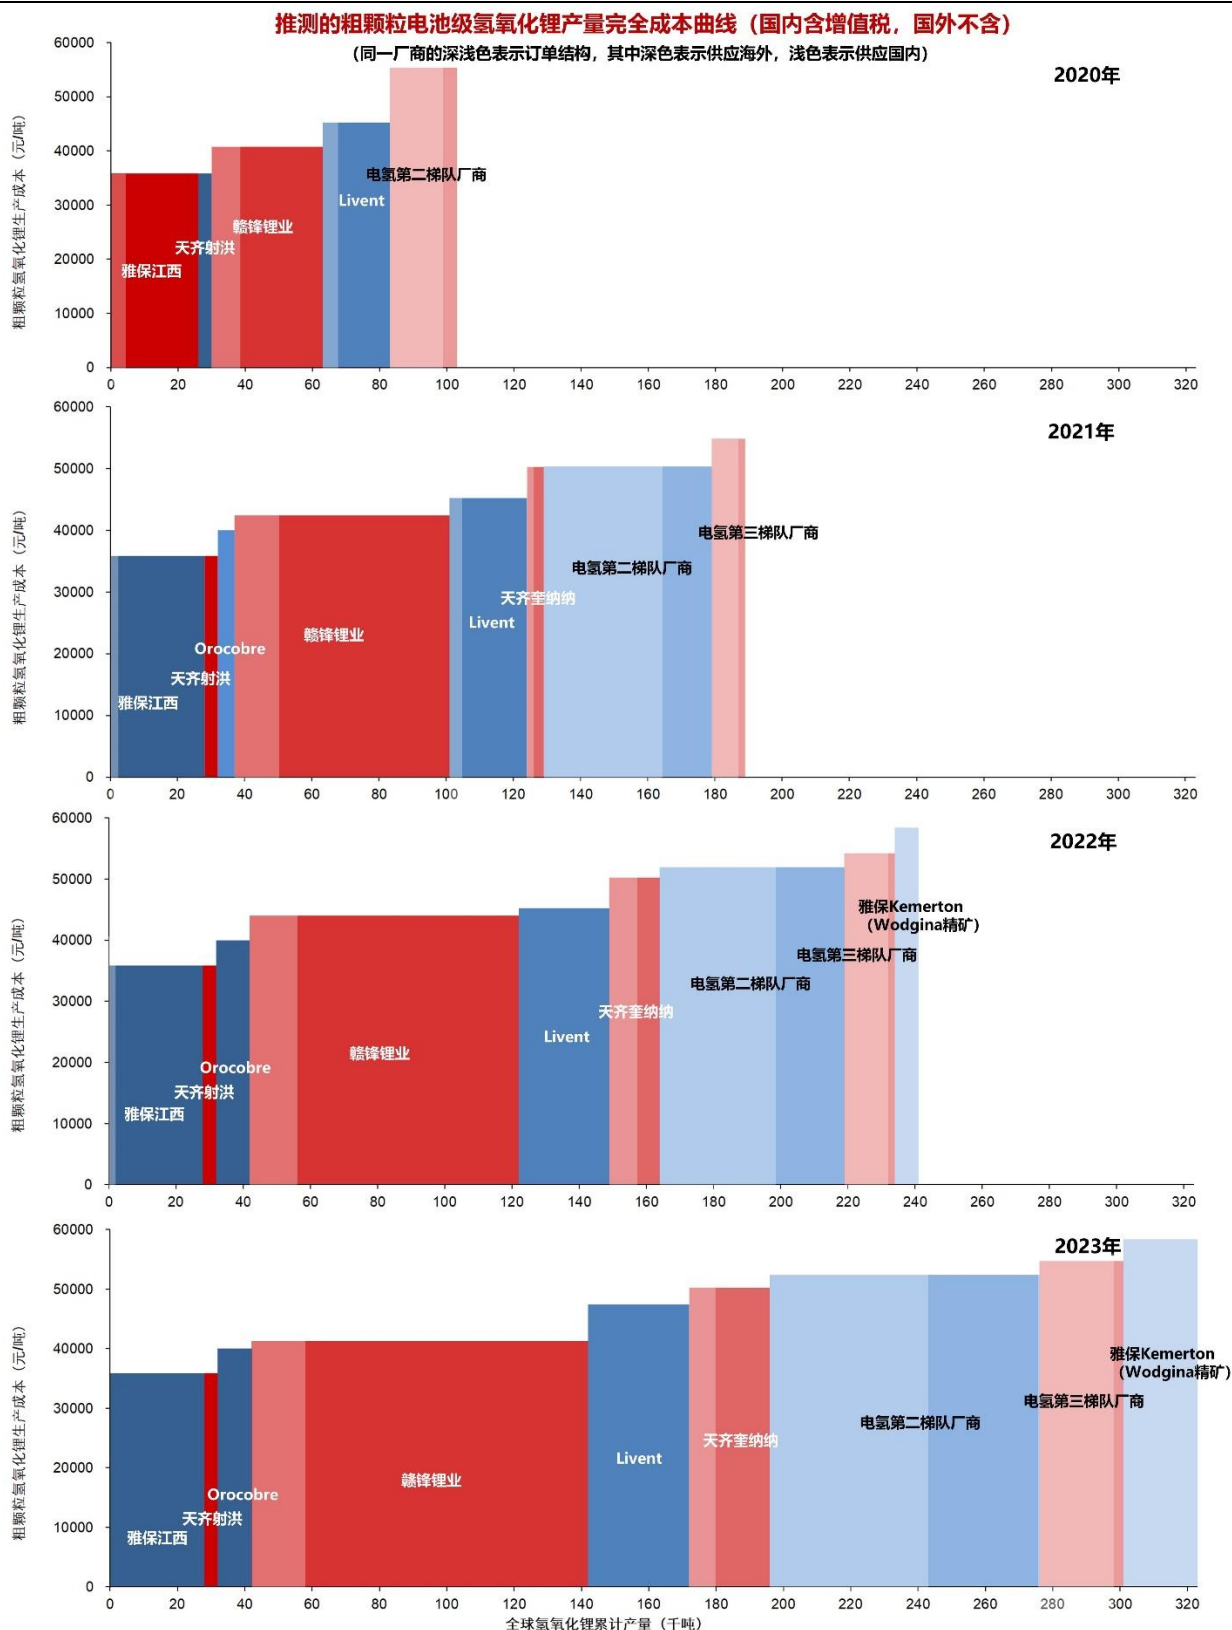 推测的粗颗粒电池级氢氧化锂产量完全成本曲线（国内含增值税，国外不含）
（同一厂商的深浅色表示订单结构，其中深色表示供应海外，浅色表示供应国内）
2020年
粗颗粒氢氧化锂生产成本（元/吨）
60000
50000
40000
30000
20000
10000
0
电氢第二梯队厂商
Livent
赣锋锂业
天齐射洪
雅保江西
0 20 40 60 80 100 120 140 160 180 200 220 240 260 280 300 320
2021年
粗颗粒氢氧化锂生产成本（元/吨）
60000
50000
40000
30000
20000
10000
0
电氢第三梯队厂商
电氢第二梯队厂商
天齐奎纳纳
Livent
赣锋锂业
Orocobre
天齐射洪
雅保江西
0 20 40 60 80 100 120 140 160 180 200 220 240 260 280 300 320
2022年
粗颗粒氢氧化锂生产成本（元/吨）
60000
50000
40000
30000
20000
10000
0
雅保Kemerton
（Wodgina精矿）
电氢第三梯队厂商
电氢第二梯队厂商
天齐奎纳纳
Livent
赣锋锂业
Orocobre
天齐射洪
雅保江西
0 20 40 60 80 100 120 140 160 180 200 220 240 260 280 300 320
2023年
粗颗粒氢氧化锂生产成本（元/吨）
60000
50000
40000
30000
20000
10000
0
雅保Kemerton
（Wodgina精矿）
电氢第三梯队厂商
电氢第二梯队厂商
天齐奎纳纳
Livent
赣锋锂业
Orocobre
天齐射洪
雅保江西
0 20 40 60 80 100 120 140 160 180 200 220 240 260 280 300 320
全球氢氧化锂累计产量（千吨）